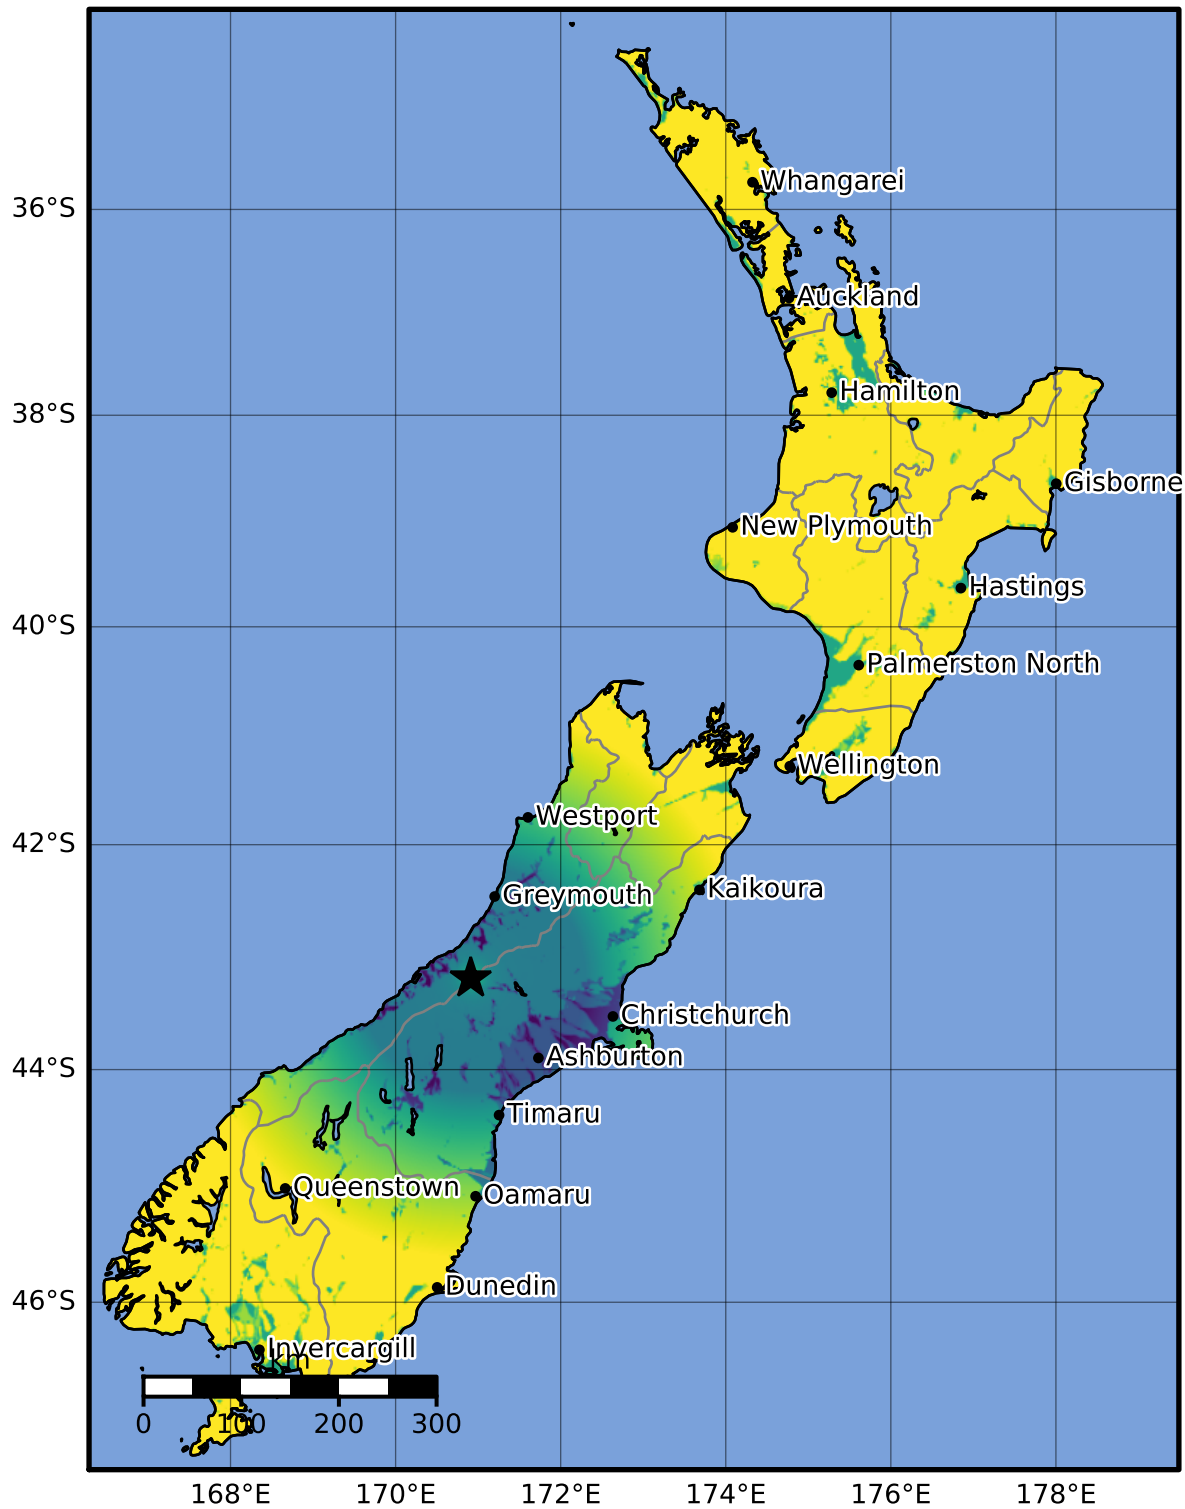 Whangarei
36°S
Auckland
Hamilton
38°S
Gisborne
New Plymouth
Hastings
40°S
Palmerston North
Wellington
Westport
42°S
Kaikoura
Greymouth
Christchurch
Ashburton
44°S
Timaru
Queenstown
Oamaru
Dunedin
46°S
Invercargill
km
0 100 200 300
168°E 170°E 172°E 174°E 176°E 178°E